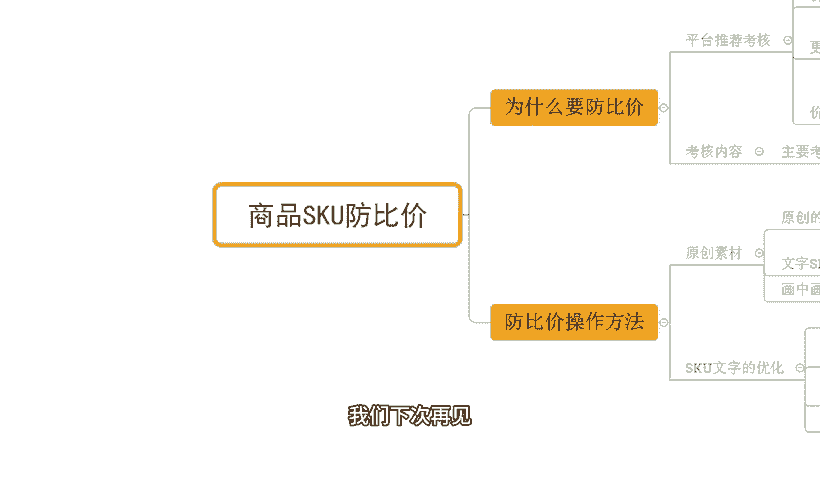 商品SKU防比价
为什么要防比价
平台推荐考核
更
价
考核内容
主要考
防比价操作方法
原创素材
原创的
文字S
画中
SKU文字的优化
我们下次再见